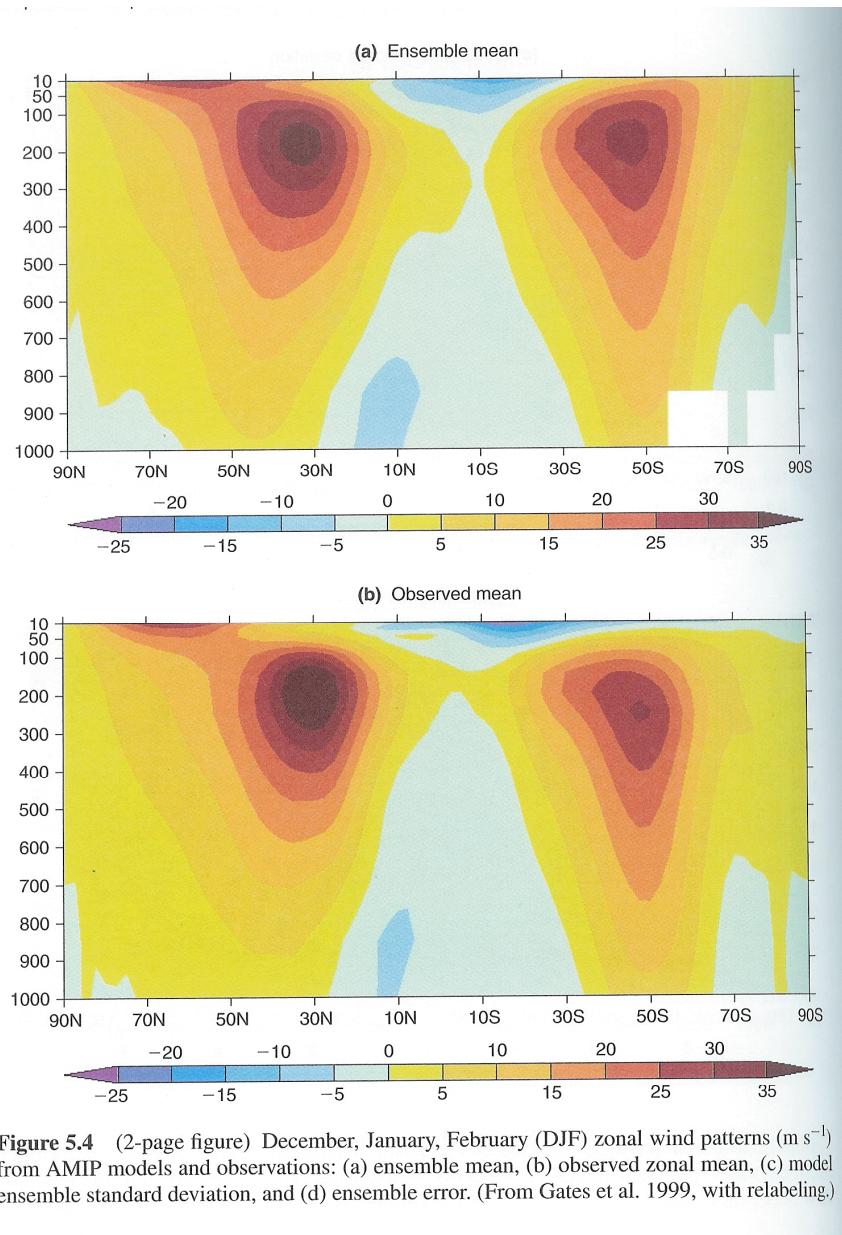 (a) Ensemble mean
10
50
100
200
300
400
500
600
700
800
900
1000
90N 70N 50N 30N 10N 10S 30S 50S 70S 90S
−20 −10 0 10 20 30
−25 −15 −5 5 15 25 35
(b) Observed mean
10
50
100
200
300
400
500
600
700
800
900
1000
90N 70N 50N 30N 10N 10S 30S 50S 70S 90S
−20 −10 0 10 20 30
−25 −15 −5 5 15 25 35
Figure 5.4 (2-page figure) December, January, February (DJF) zonal wind patterns (m s⁻¹)
from AMIP models and observations: (a) ensemble mean, (b) observed zonal mean, (c) model
ensemble standard deviation, and (d) ensemble error. (From Gates et al. 1999, with relabeling.)